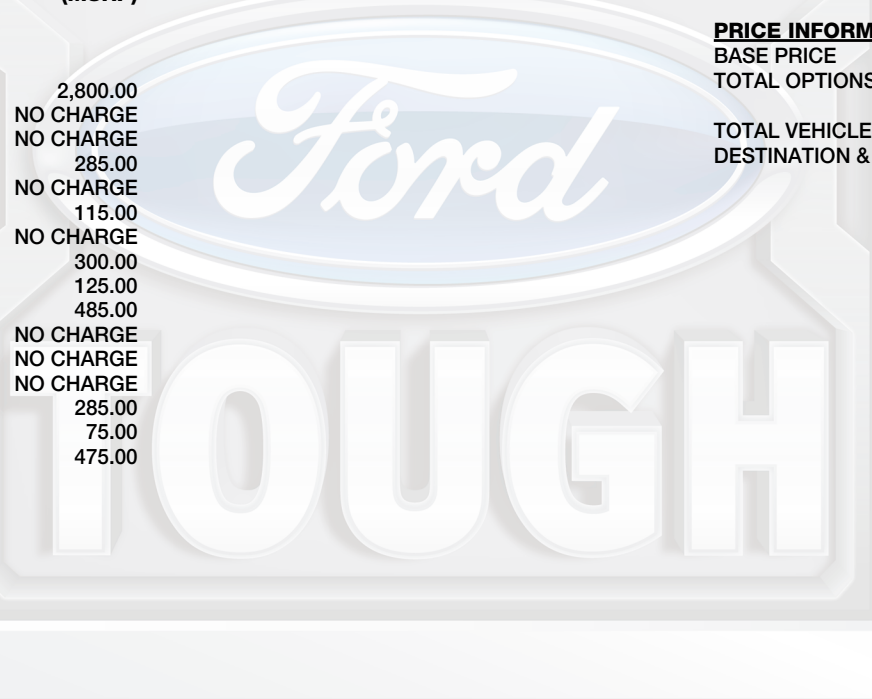 (MSRP)
2,800.00
NO CHARGE
NO CHARGE
285.00
NO CHARGE
115.00
NO CHARGE
300.00
125.00
485.00
NO CHARGE
NO CHARGE
NO CHARGE
285.00
75.00
475.00
PRICE INFORM
BASE PRICE
TOTAL OPTIONS
TOTAL VEHICLE
DESTINATION &
Ford
TOUGH